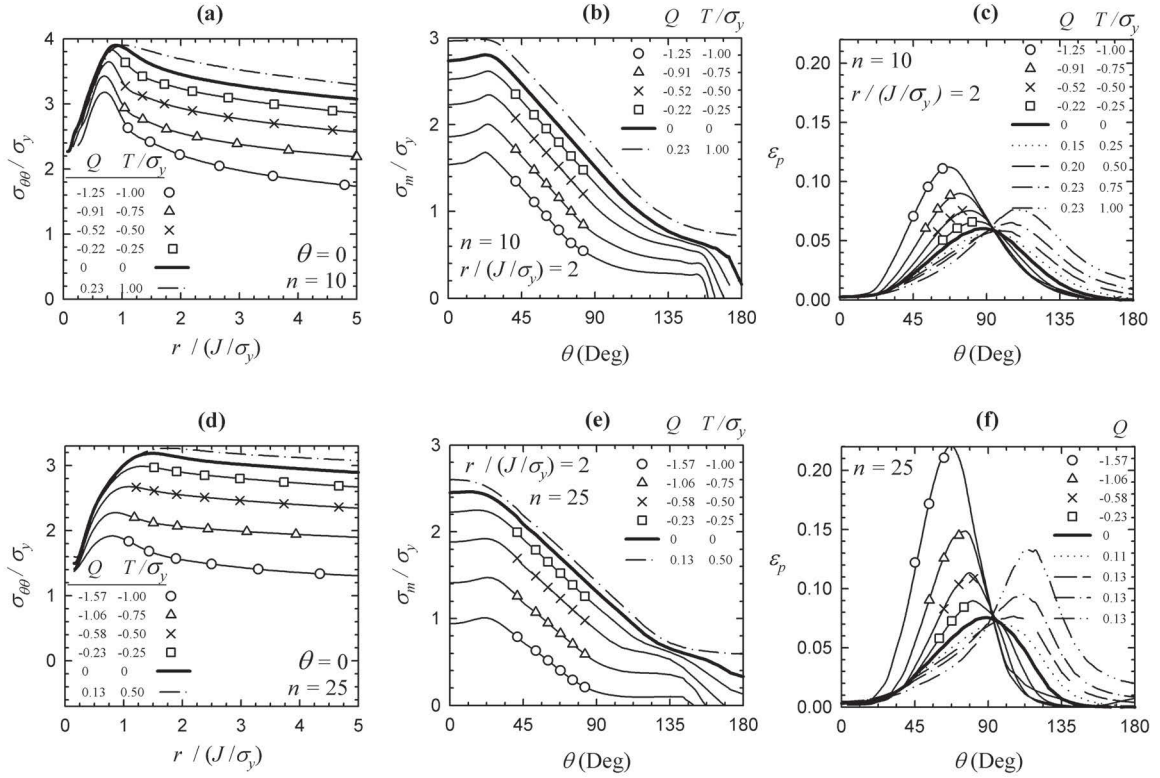 (a)
4
3
2
1
0
σθθ / σy
Q T/σy
-1.25 -1.00
-0.91 -0.75
-0.52 -0.50
-0.22 -0.25
0 0
0.23 1.00
θ = 0
n = 10
0 1 2 3 4 5
r / (J/σy)
(b)
Q T/σy
3
2
1
0
σm / σy
-1.25 -1.00
-0.91 -0.75
-0.52 -0.50
-0.22 -0.25
0 0
0.23 1.00
n = 10
r / (J/σy) = 2
0 45 90 135 180
θ (Deg)
(c)
Q T/σy
0.20
0.15
0.10
0.05
0.00
εp
n = 10
r / (J/σy) = 2
-1.25 -1.00
-0.91 -0.75
-0.52 -0.50
-0.22 -0.25
0 0
0.15 0.25
0.20 0.50
0.23 0.75
0.23 1.00
0 45 90 135 180
θ (Deg)
(d)
3
2
1
0
σθθ / σy
Q T/σy
-1.57 -1.00
-1.06 -0.75
-0.58 -0.50
-0.23 -0.25
0 0
0.13 0.50
θ = 0
n = 25
0 1 2 3 4 5
r / (J/σy)
(e)
Q T/σy
3
2
1
0
σm / σy
r / (J/σy) = 2
n = 25
-1.57 -1.00
-1.06 -0.75
-0.58 -0.50
-0.23 -0.25
0 0
0.13 0.50
0 45 90 135 180
θ (Deg)
(f)
Q
0.20
0.15
0.10
0.05
0.00
εp
n = 25
-1.57
-1.06
-0.58
-0.23
0
0.11
0.13
0.13
0.13
0 45 90 135 180
θ (Deg)